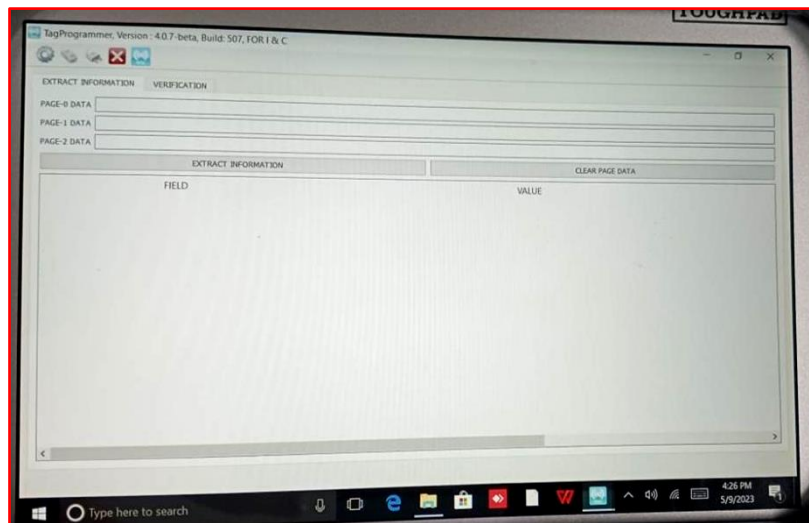 TOUGHPAD
TagProgrammer, Version : 4.0.7-beta, Build: 507, FOR I & C
EXTRACT INFORMATION VERIFICATION
PAGE-0 DATA
PAGE-1 DATA
PAGE-2 DATA
EXTRACT INFORMATION CLEAR PAGE DATA
FIELD VALUE
4:26 PM
Type here to search 5/9/2023